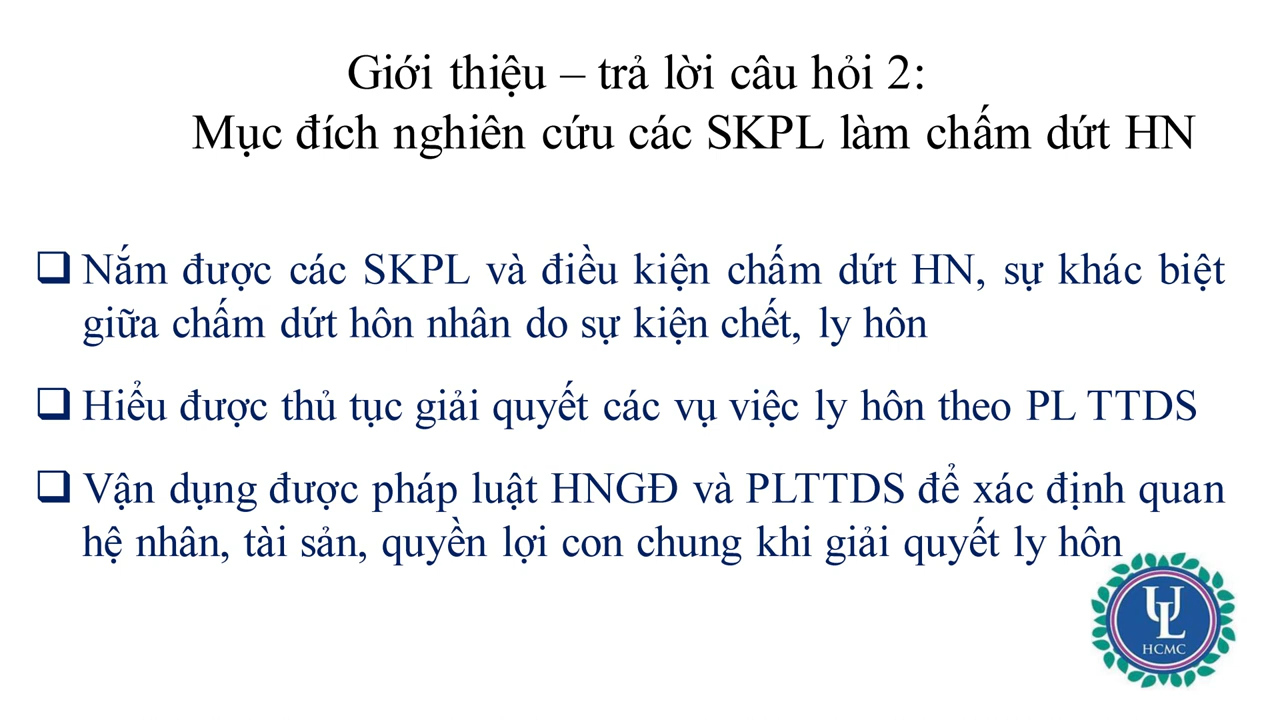 Giới thiệu – trả lời câu hỏi 2:
Mục đích nghiên cứu các SKPL làm chấm dứt HN
Nắm được các SKPL và điều kiện chấm dứt HN, sự khác biệt
giữa chấm dứt hôn nhân do sự kiện chết, ly hôn
Hiểu được thủ tục giải quyết các vụ việc ly hôn theo PL TTDS
Vận dụng được pháp luật HNGĐ và PLTTDS để xác định quan
hệ nhân, tài sản, quyền lợi con chung khi giải quyết ly hôn
UL
HCMC